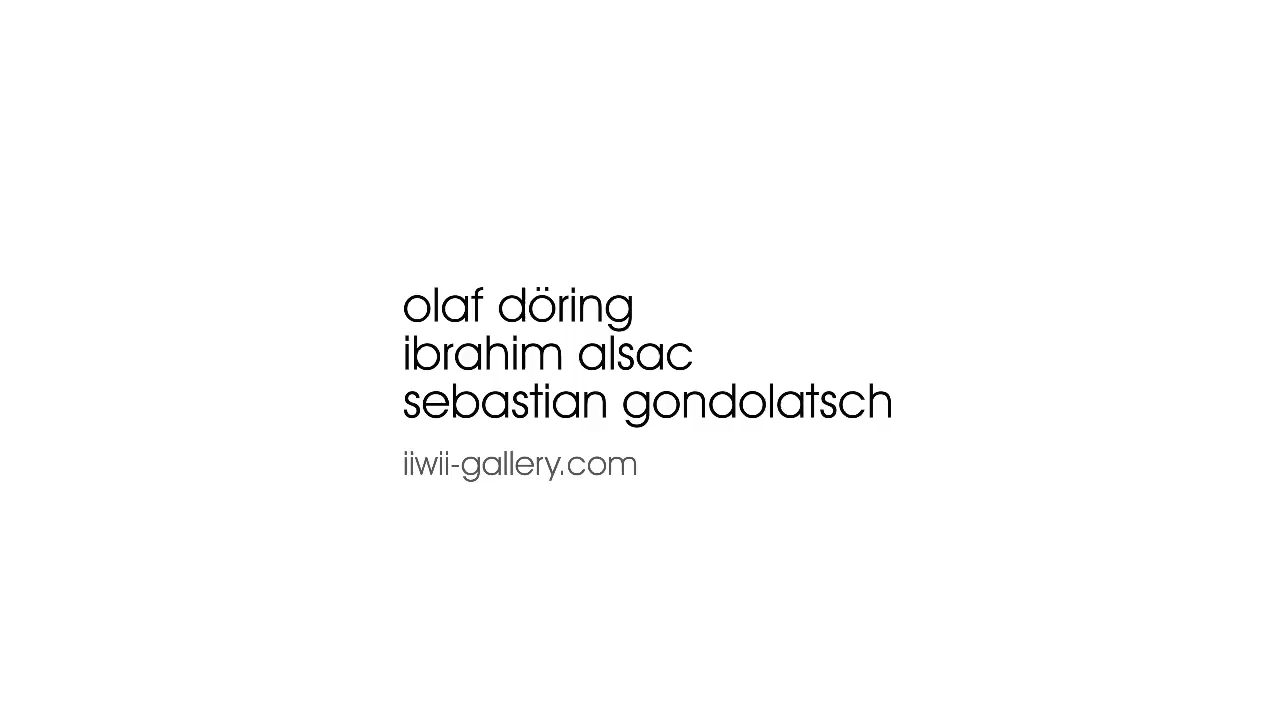 olaf döring
ibrahim alsac
sebastian gondolatsch
iiwii-gallery.com